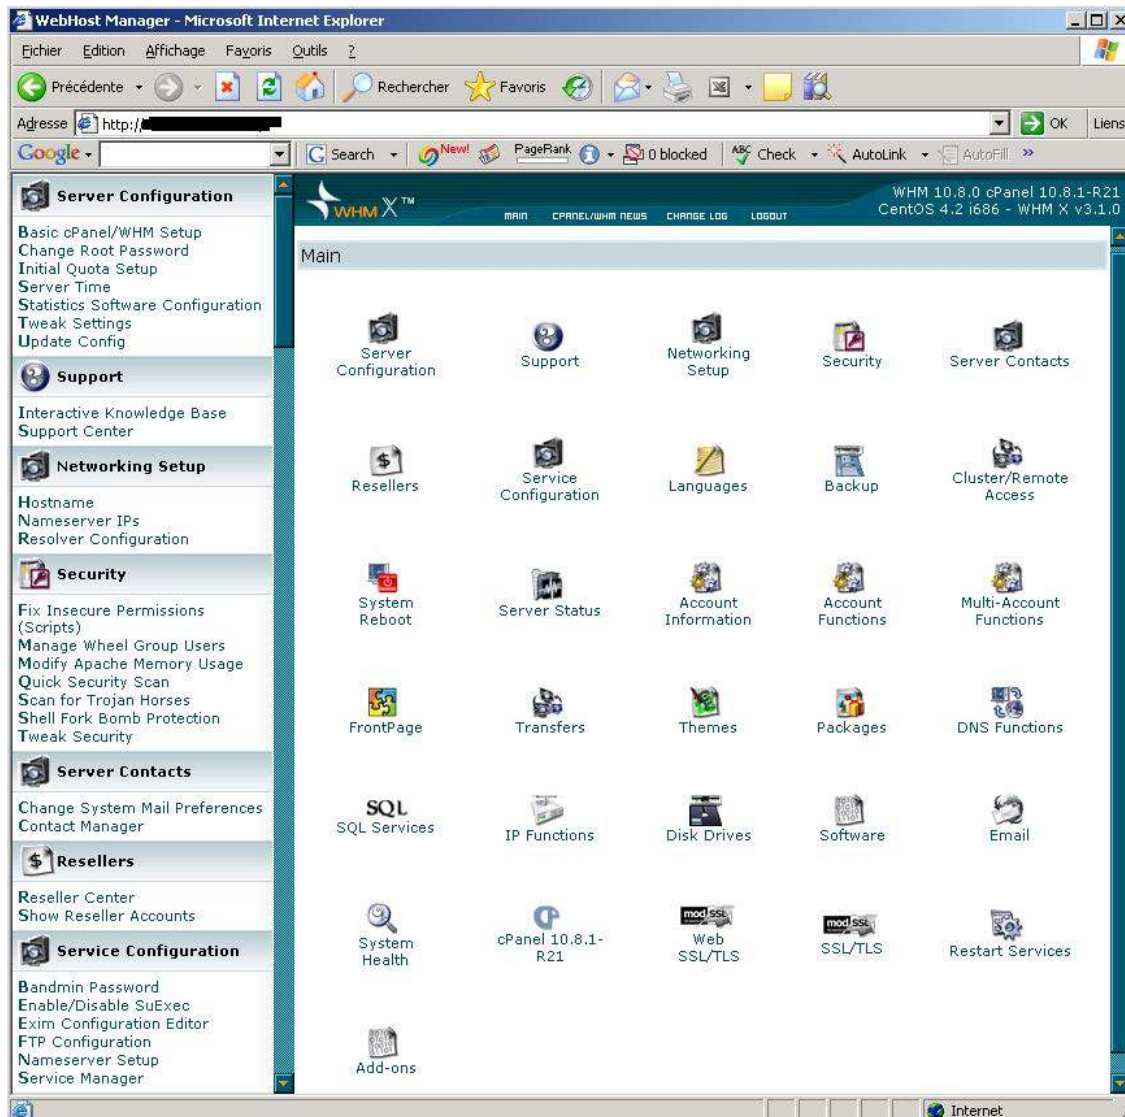 WebHost Manager - Microsoft Internet Explorer
Fichier Edition Affichage Favoris Outils ?
Précédente Rechercher Favoris
Adresse http:// OK Liens
Google Search New! PageRank 0 blocked Check AutoLink AutoFill »
Server Configuration
Basic cPanel/WHM Setup
Change Root Password
Initial Quota Setup
Server Time
Statistics Software Configuration
Tweak Settings
Update Config
Support
Interactive Knowledge Base
Support Center
Networking Setup
Hostname
Nameserver IPs
Resolver Configuration
Security
Fix Insecure Permissions
(Scripts)
Manage Wheel Group Users
Modify Apache Memory Usage
Quick Security Scan
Scan for Trojan Horses
Shell Fork Bomb Protection
Tweak Security
Server Contacts
Change System Mail Preferences
Contact Manager
Resellers
Reseller Center
Show Reseller Accounts
Service Configuration
Bandmin Password
Enable/Disable SuExec
Exim Configuration Editor
FTP Configuration
Nameserver Setup
Service Manager
WHM X™
MAIN CPANEL/WHM NEWS CHANGE LOG LOGOUT
WHM 10.8.0 cPanel 10.8.1-R21
CentOS 4.2 i686 - WHM X v3.1.0
Main
Server
Configuration
Support
Networking
Setup
Security
Server Contacts
Resellers
Service
Configuration
Languages
Backup
Cluster/Remote
Access
System
Reboot
Server Status
Account
Information
Account
Functions
Multi-Account
Functions
FrontPage
Transfers
Themes
Packages
DNS Functions
SQL
SQL Services
IP Functions
Disk Drives
Software
Email
System
Health
cPanel 10.8.1-
R21
mod ssl
Web
SSL/TLS
mod ssl
SSL/TLS
Restart Services
Add-ons
Internet